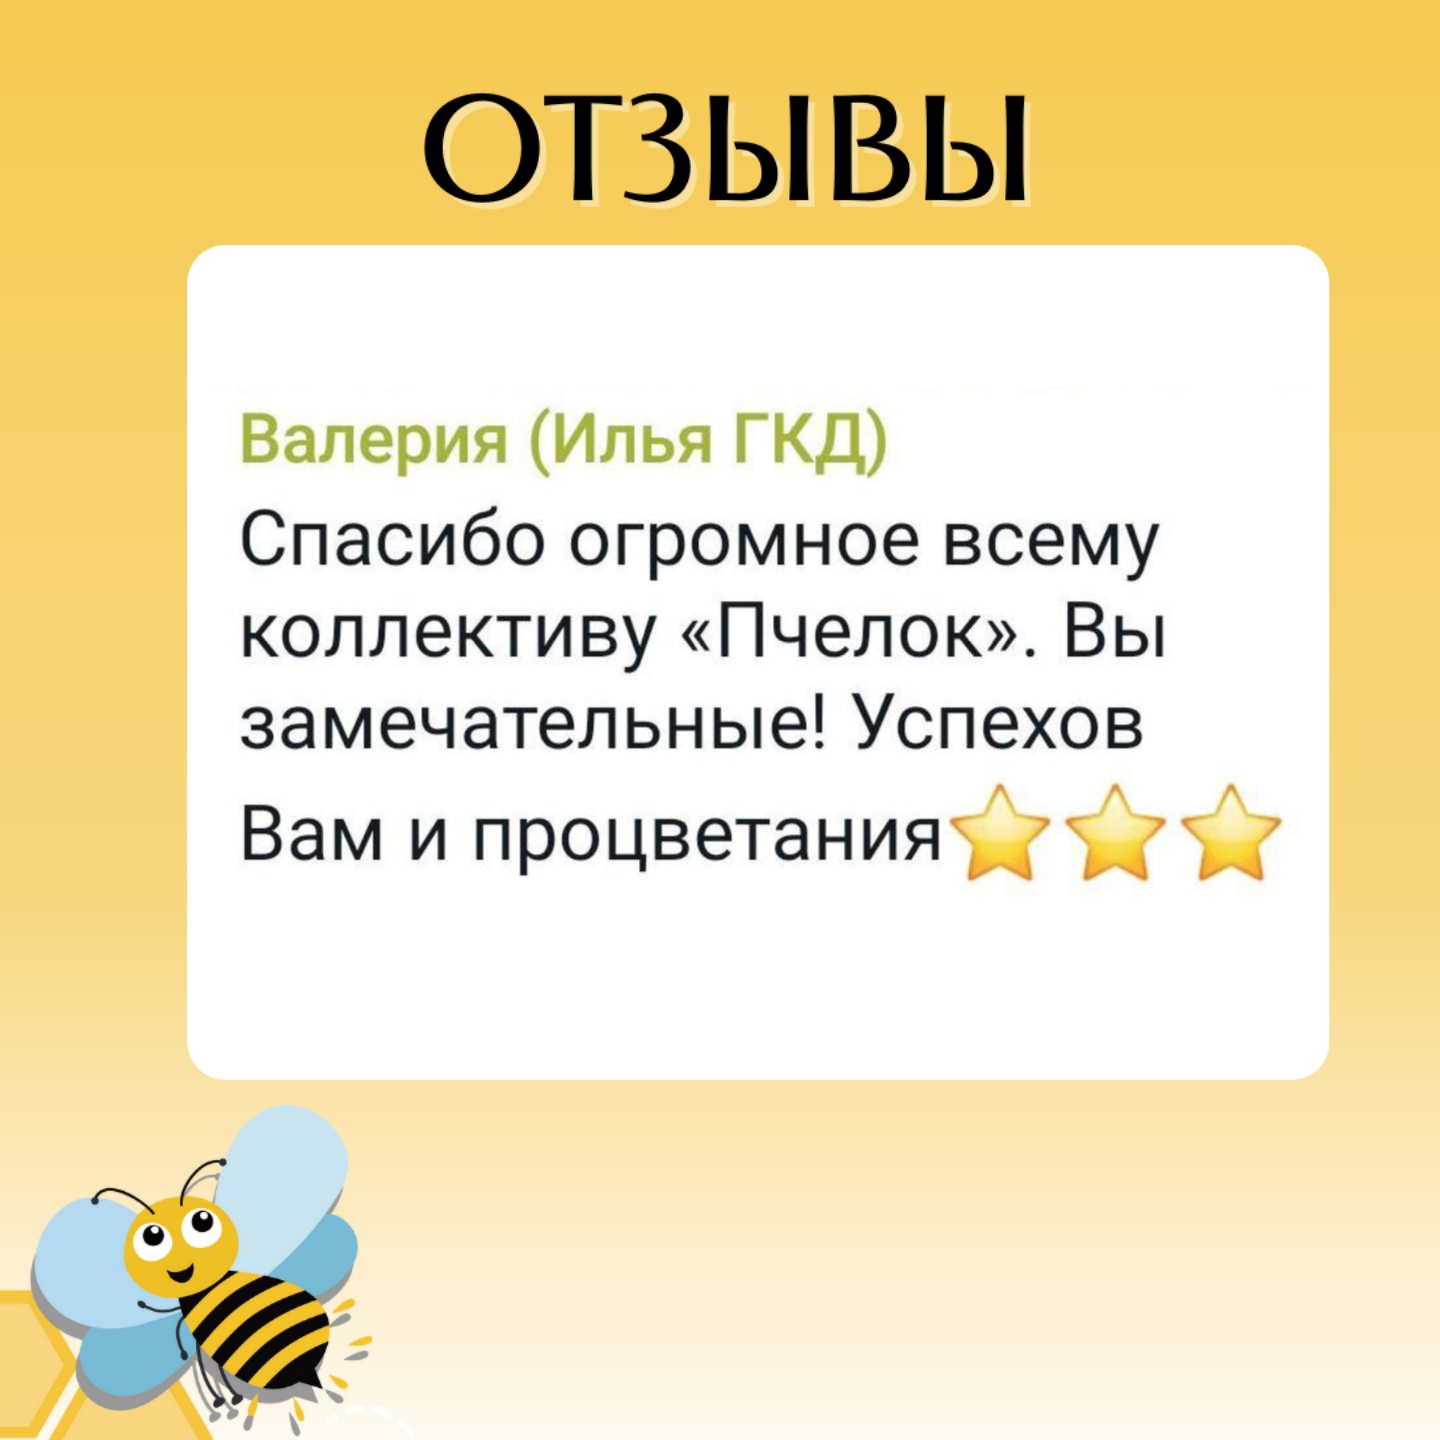 ОТЗЫВЫ
Валерия (Илья ГКД)
Спасибо огромное всему
коллективу «Пчелок». Вы
замечательные! Успехов
Вам и процветания⭐⭐⭐